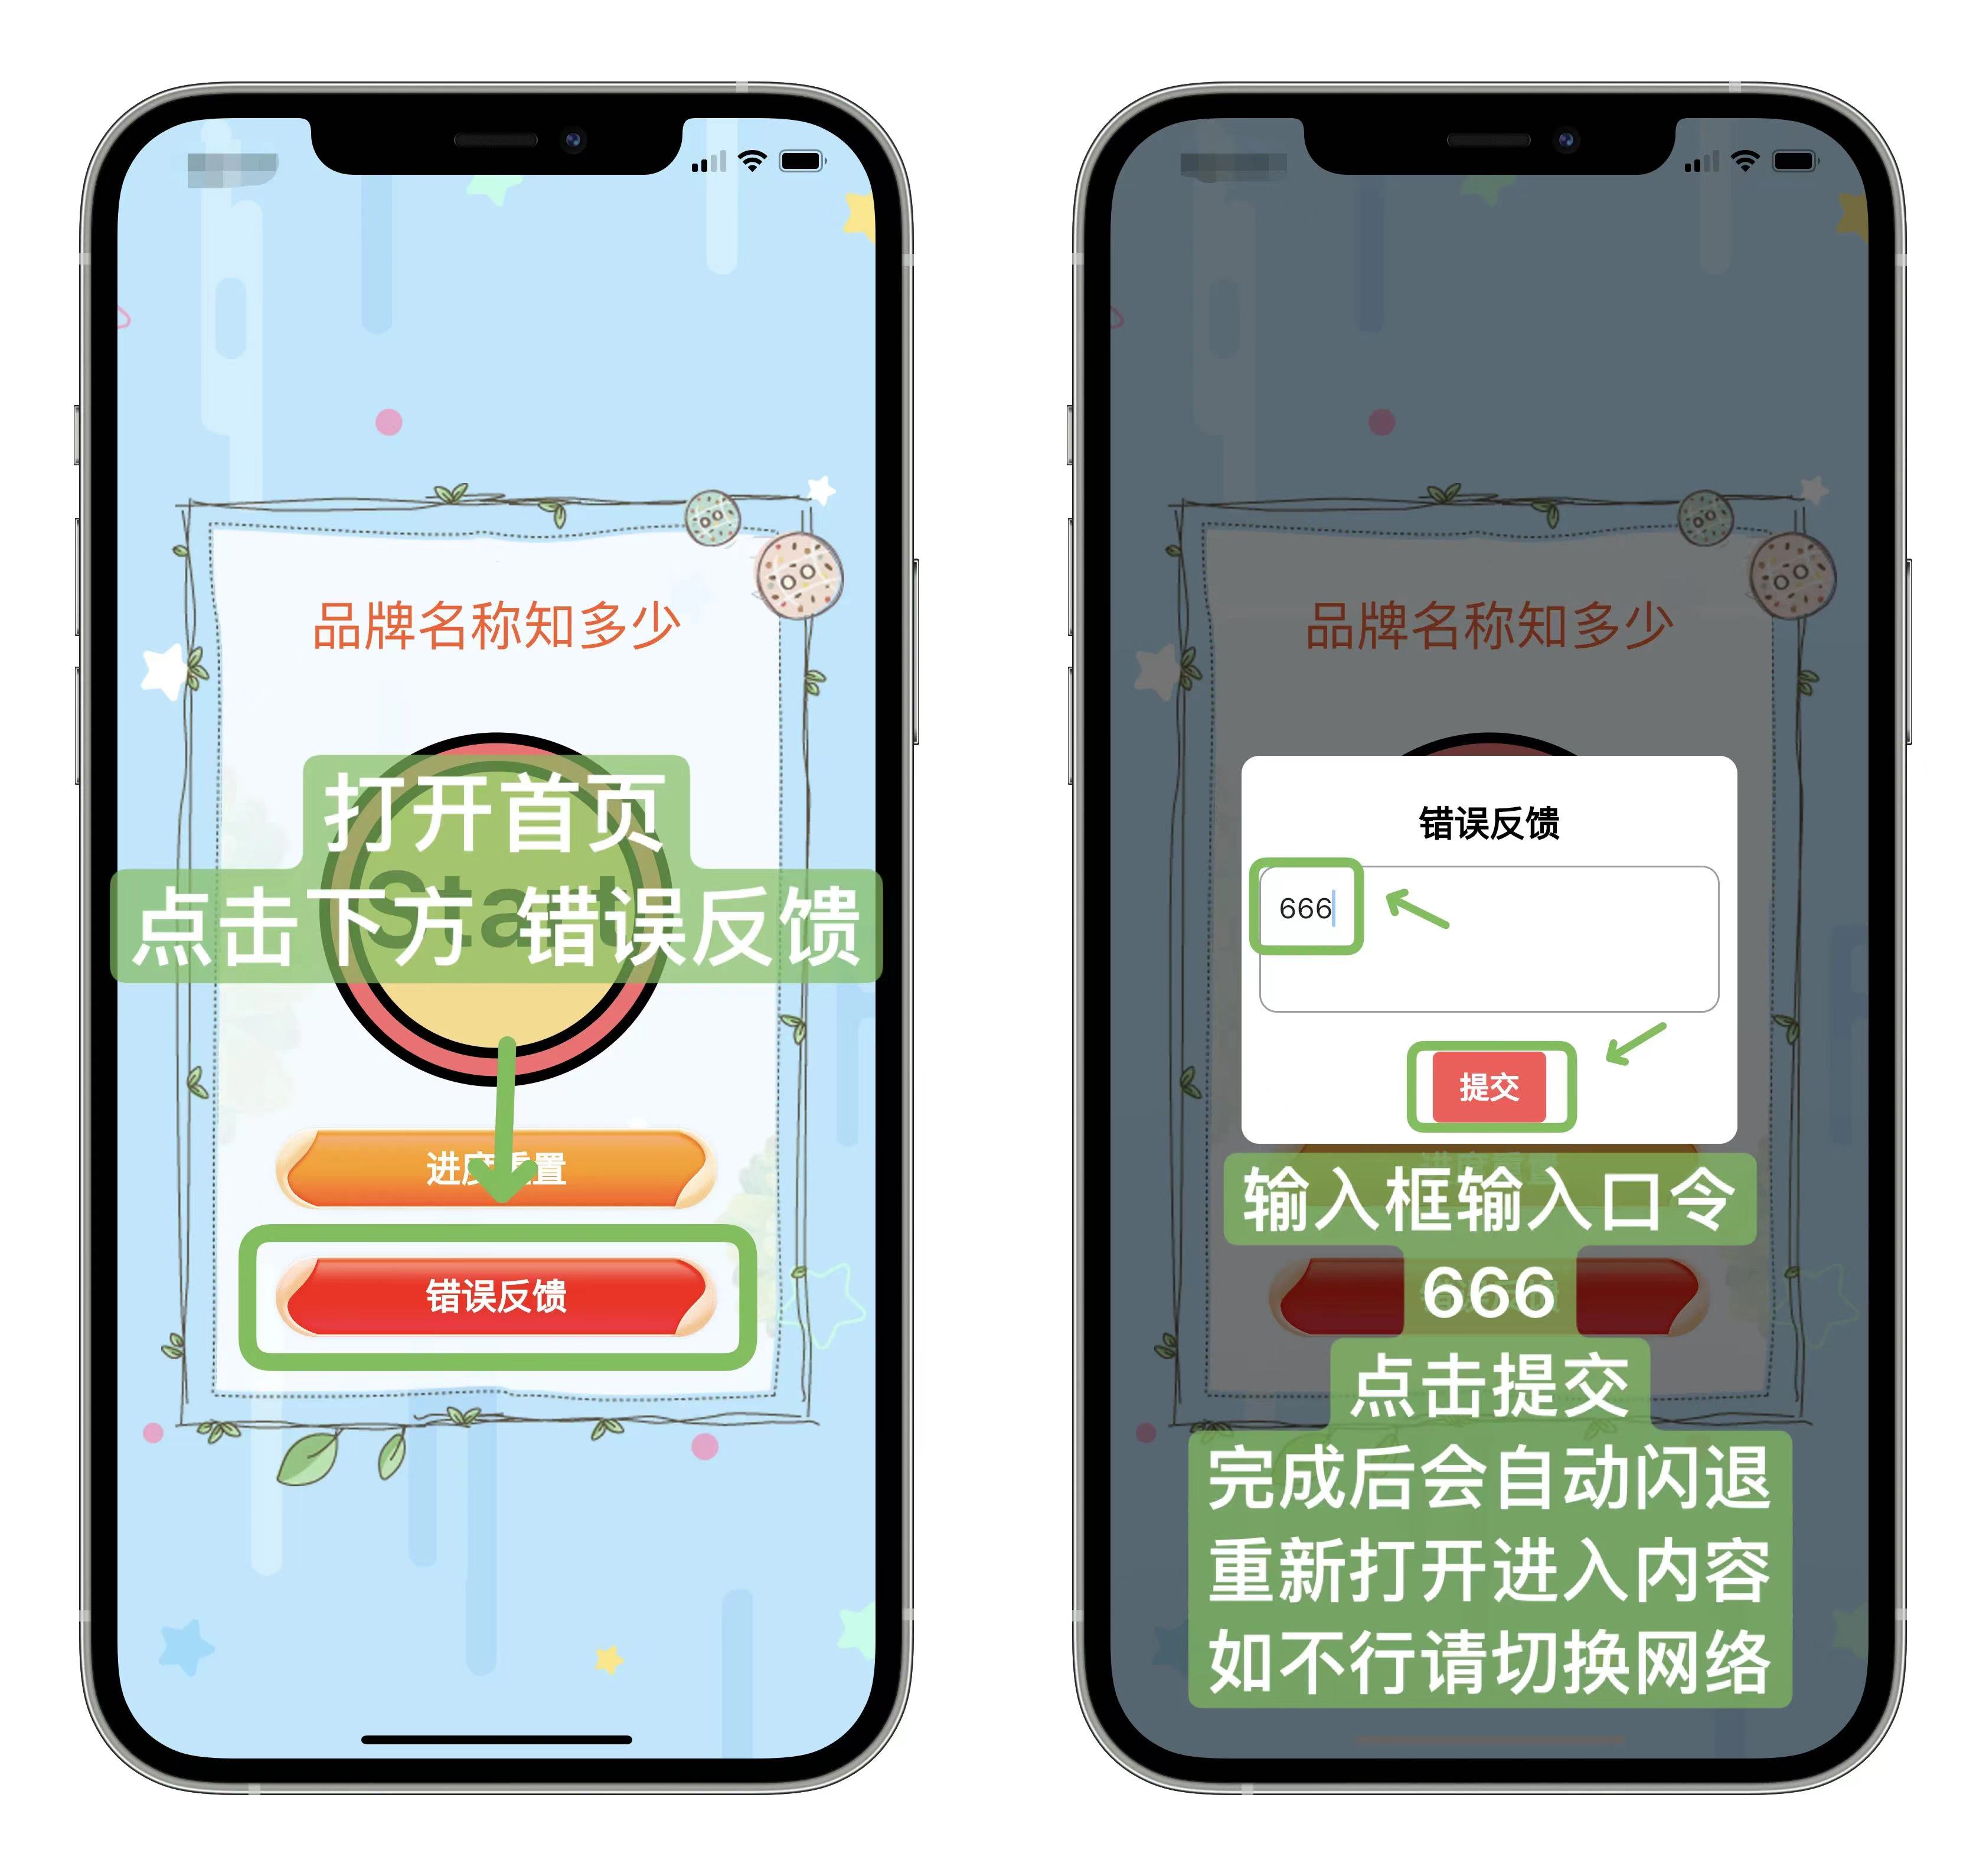 品牌名称知多少
打开首页
Start
点击下方 错误反馈
进度重置
错误反馈
品牌名称知多少
错误反馈
666
提交
输入框输入口令
666
点击提交
完成后会自动闪退
重新打开进入内容
如不行请切换网络